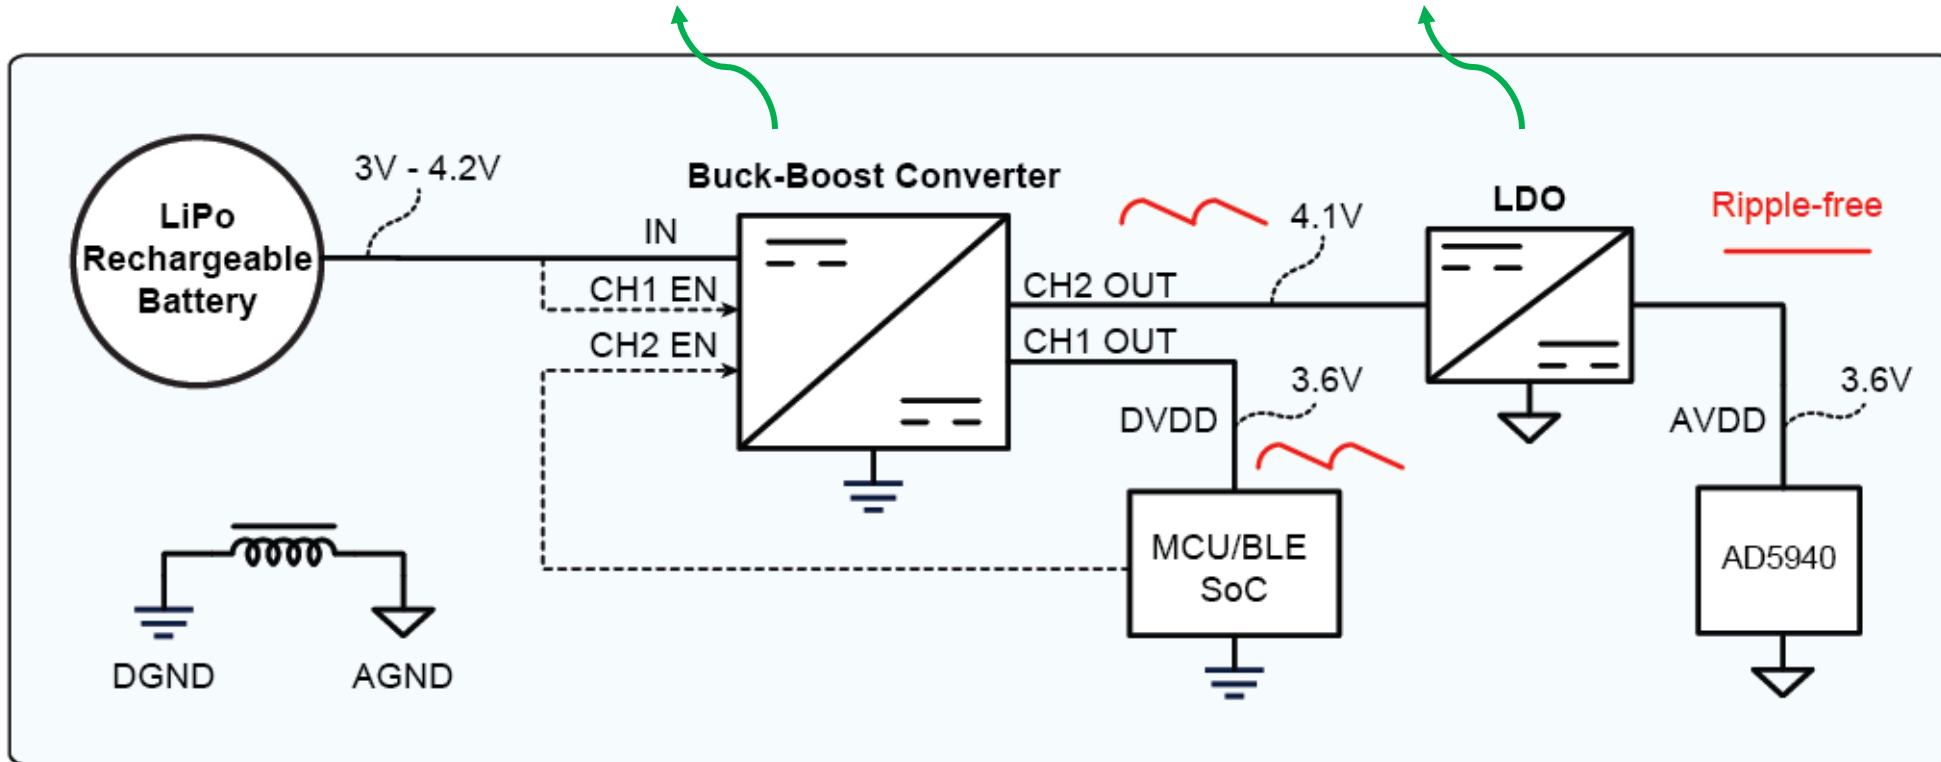 3V - 4.2V
LiPo
Rechargeable
Battery
IN
CH1 EN
CH2 EN
Buck-Boost Converter
CH2 OUT
CH1 OUT
4.1V
LDO
Ripple-free
DVDD
3.6V
AVDD
3.6V
MCU/BLE
SoC
AD5940
DGND
AGND